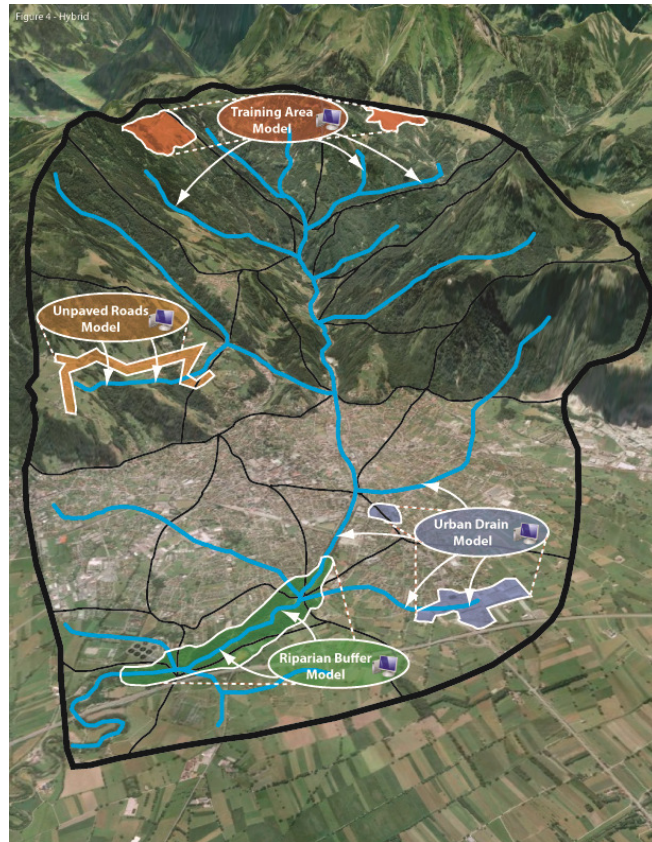 Figure 4 - Hybrid
Training Area
Model
Unpaved Roads
Model
Urban Drain
Model
Riparian Buffer
Model